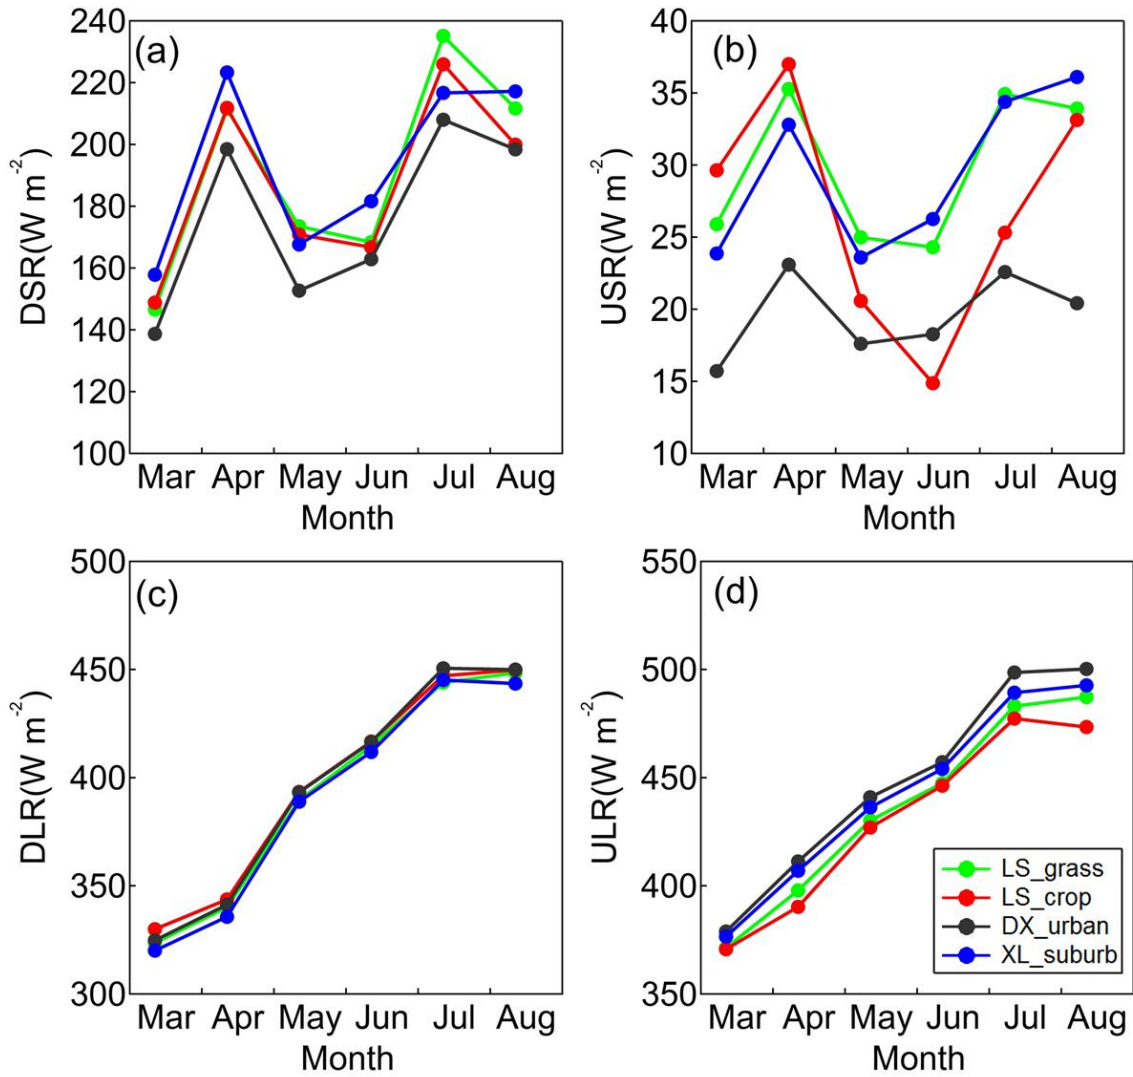 (a)
DSR(W m-2)
240
220
200
180
160
140
120
100
Mar Apr May Jun Jul Aug
Month
(b)
USR(W m-2)
40
35
30
25
20
15
10
Mar Apr May Jun Jul Aug
Month
(c)
DLR(W m-2)
500
450
400
350
300
Mar Apr May Jun Jul Aug
Month
(d)
ULR(W m-2)
550
500
450
400
350
LS_grass
LS_crop
DX_urban
XL_suburb
Mar Apr May Jun Jul Aug
Month